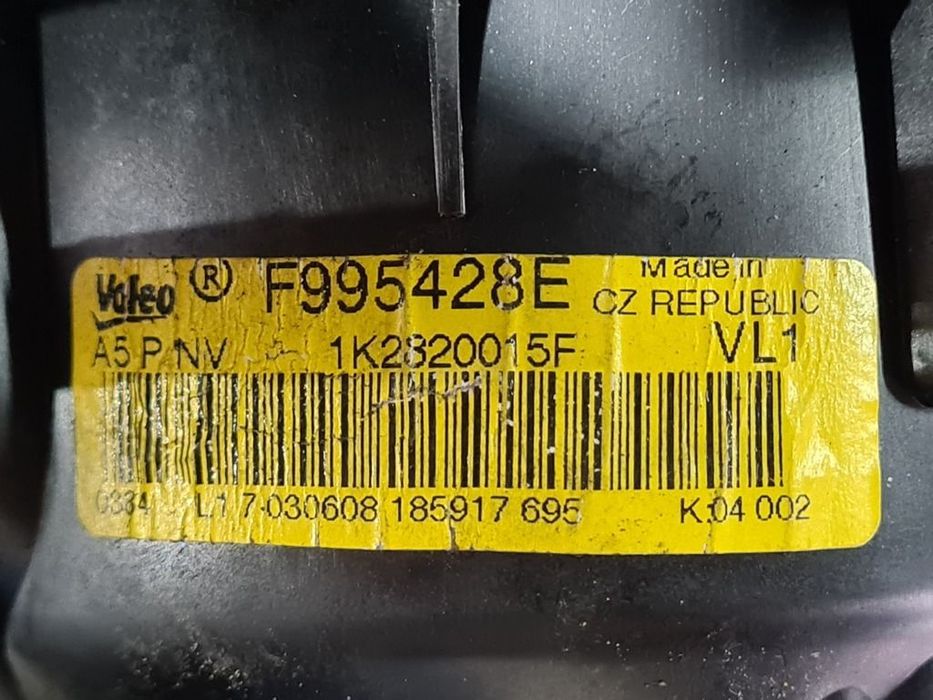 Valeo ® F995428E Made in
CZ REPUBLIC
A5 P NV 1K2820015F VL1
0334 L1 7-030608 185917 695 K:04 002